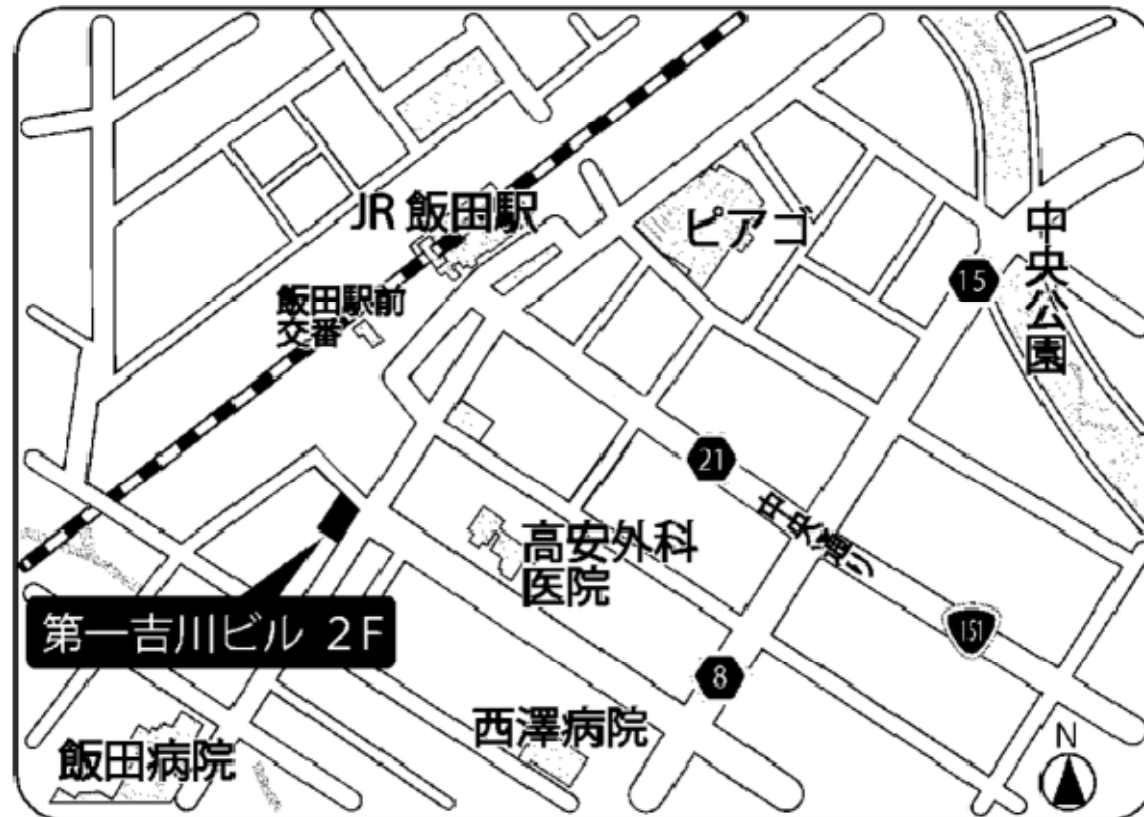 JR 飯田駅
ピアゴ
中央公園
15
飯田駅前
交番
21
中央通り
高安外科
医院
第一吉川ビル 2F
151
8
西澤病院
飯田病院
N